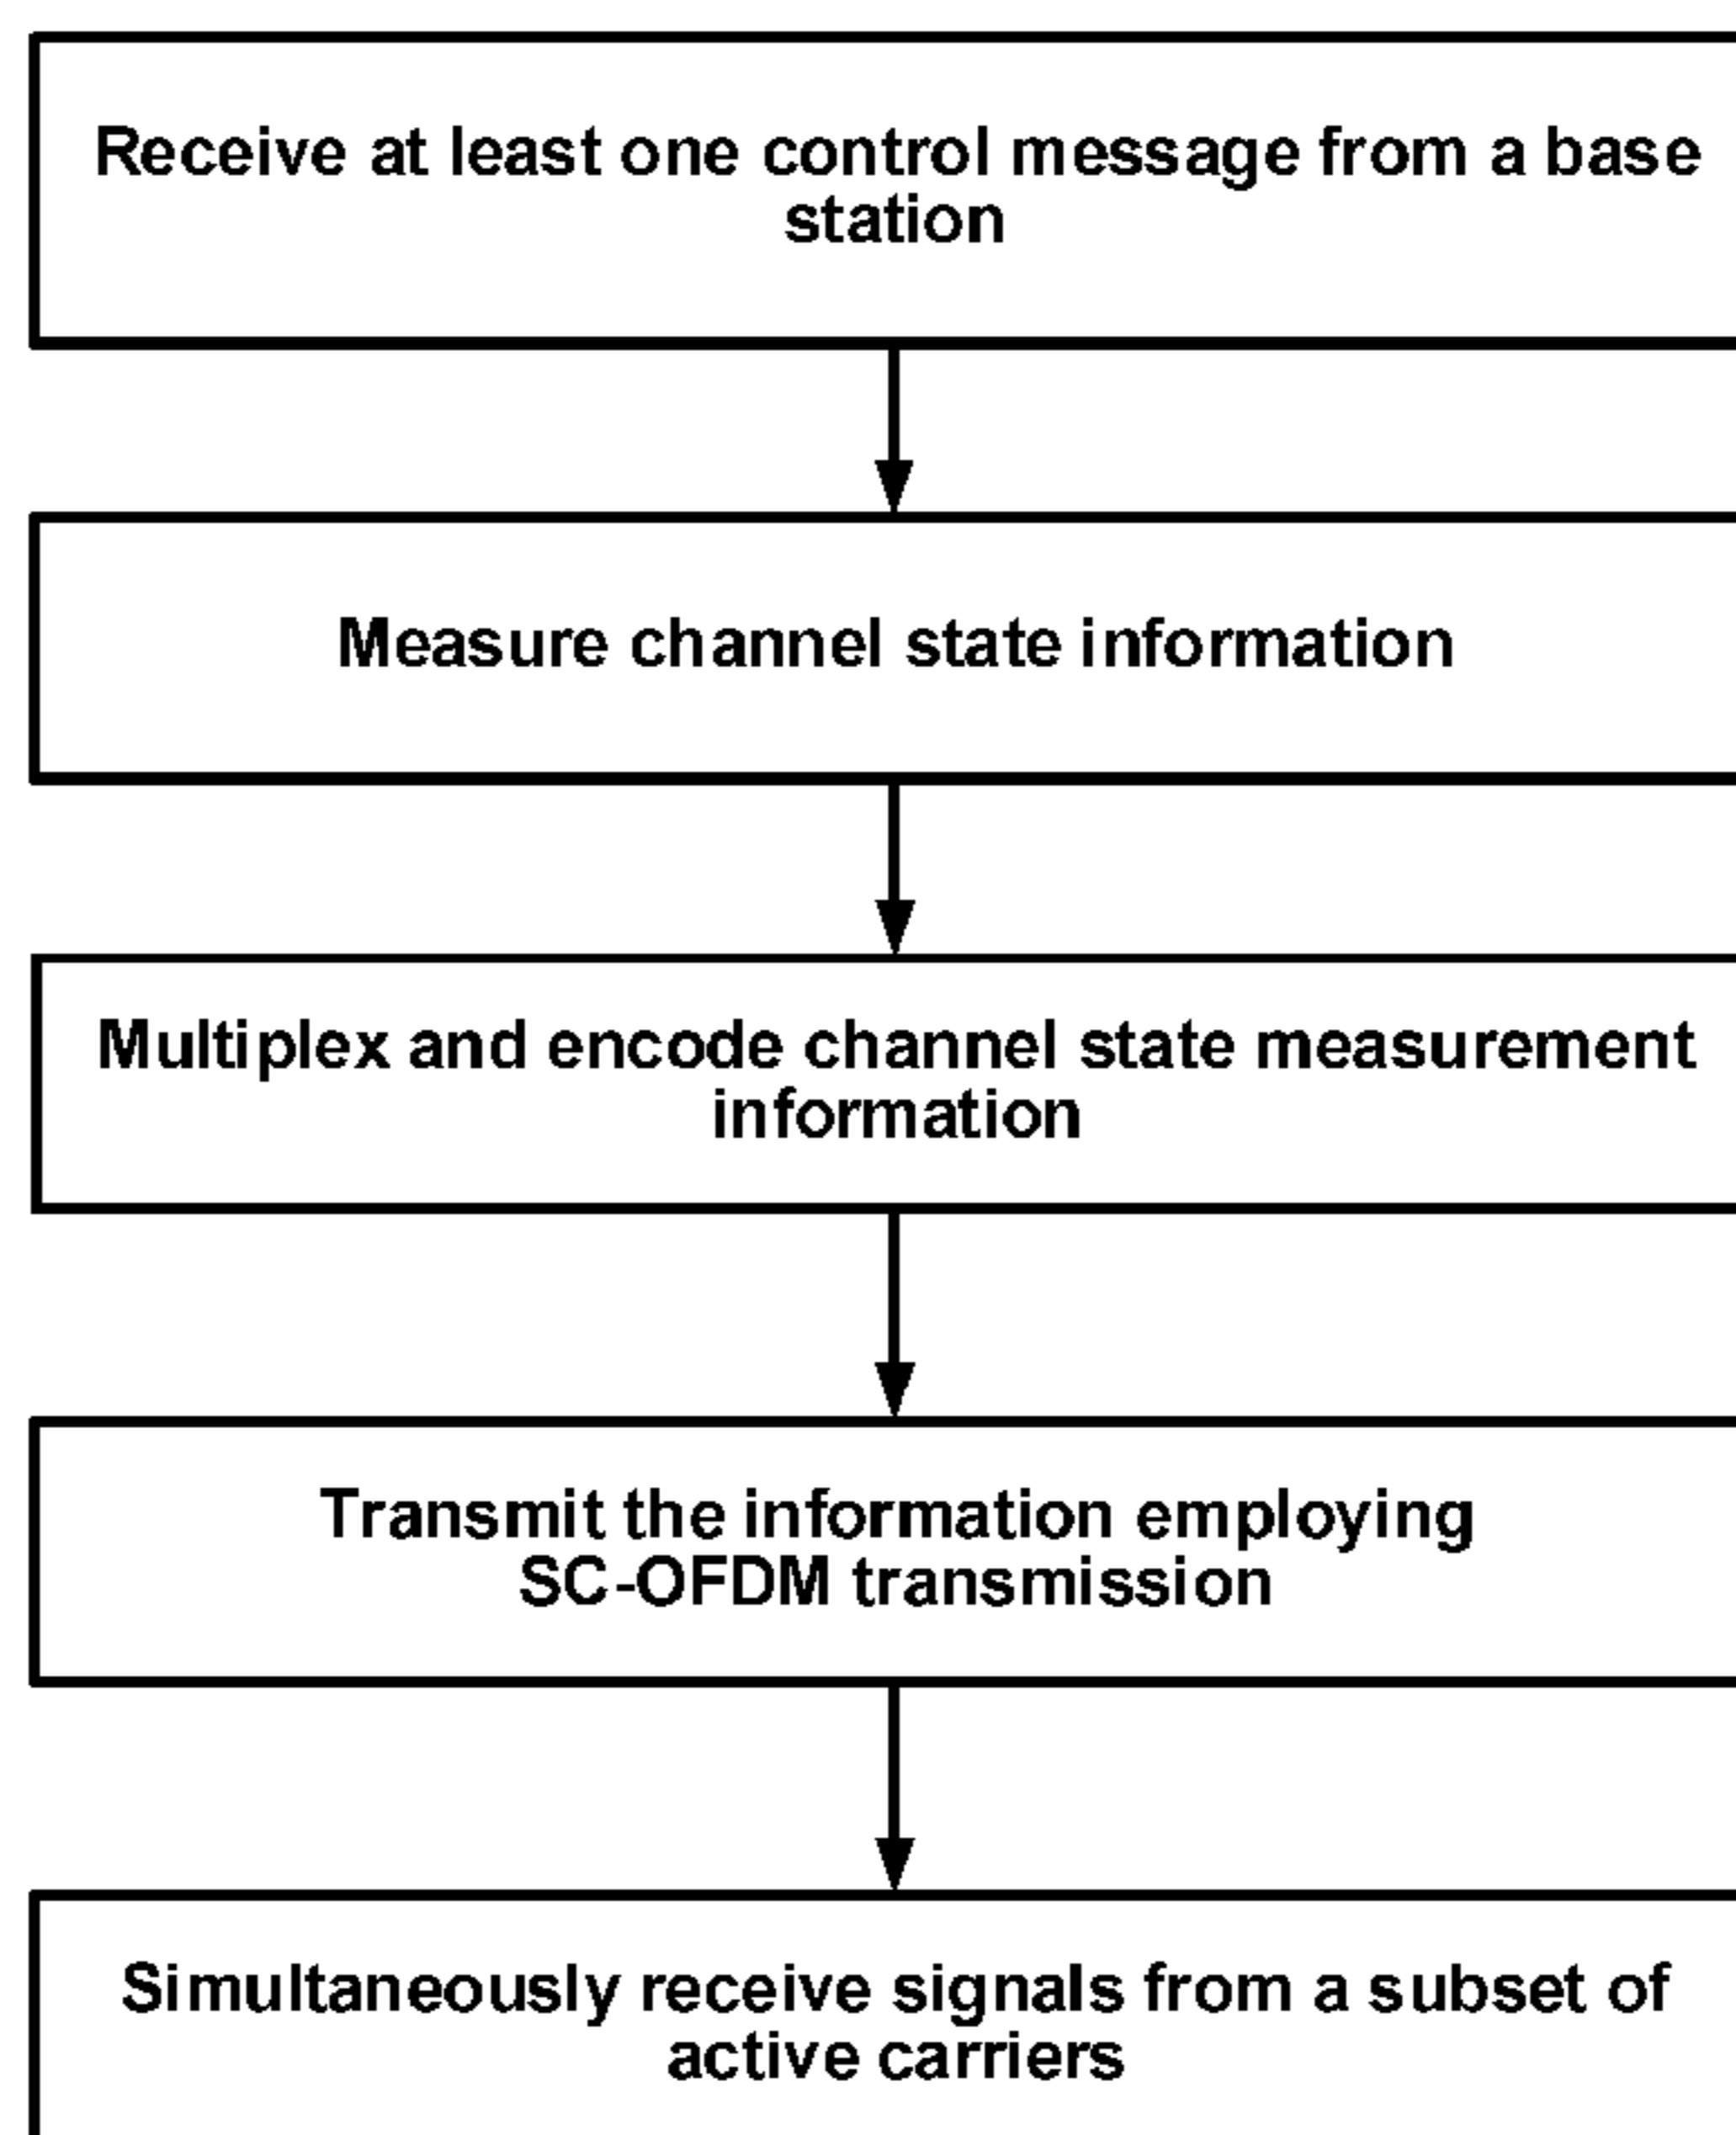 Receive at least one control message from a base
station
Measure channel state information
Multiplex and encode channel state measurement
information
Transmit the information employing
SC-OFDM transmission
Simultaneously receive signals from a subset of
active carriers